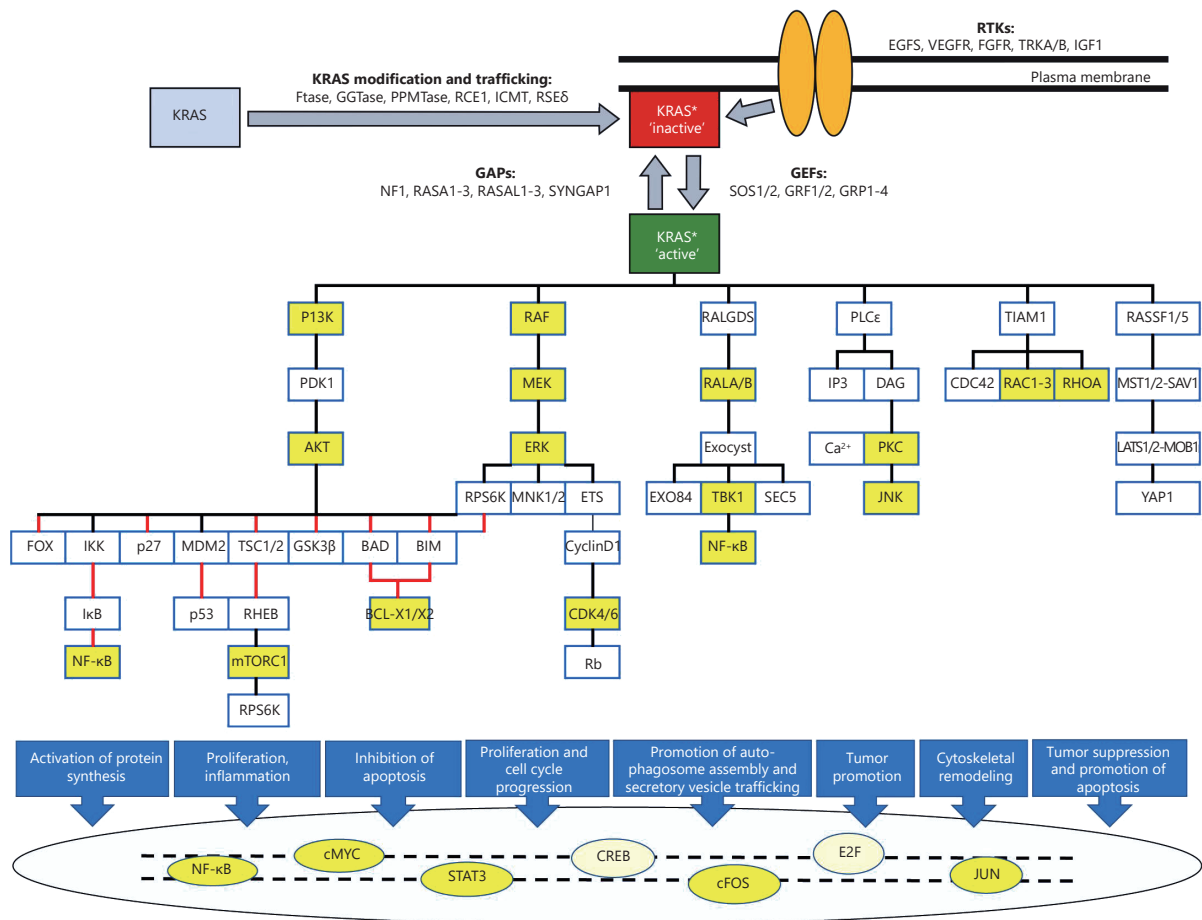 RTKs:
EGFS, VEGFR, FGFR, TRKA/B, IGF1
Plasma membrane
KRAS modification and trafficking:
Ftase, GGTase, PPMTase, RCE1, ICMT, RSEδ
KRAS
KRAS*
'inactive'
GAPs:
NF1, RASA1-3, RASAL1-3, SYNGAP1
GEFs:
SOS1/2, GRF1/2, GRP1-4
KRAS*
'active'
P13K RAF RALGDS PLCε TIAM1 RASSF1/5
PDK1 MEK RALA/B IP3 DAG CDC42 RAC1-3 RHOA MST1/2-SAV1
AKT ERK Exocyst Ca²⁺ PKC LATS1/2-MOB1
RPS6K MNK1/2 ETS EXO84 TBK1 SEC5 JNK YAP1
FOX IKK p27 MDM2 TSC1/2 GSK3β BAD BIM CyclinD1 NF-κB
IκB p53 RHEB BCL-X1/X2 CDK4/6
NF-κB mTORC1 Rb
RPS6K
Activation of protein
synthesis
Proliferation,
inflammation
Inhibition of
apoptosis
Proliferation and
cell cycle
progression
Promotion of auto-
phagosome assembly and
secretory vesicle trafficking
Tumor
promotion
Cytoskeletal
remodeling
Tumor suppression
and promotion of
apoptosis
NF-κB cMYC STAT3 CREB cFOS E2F JUN